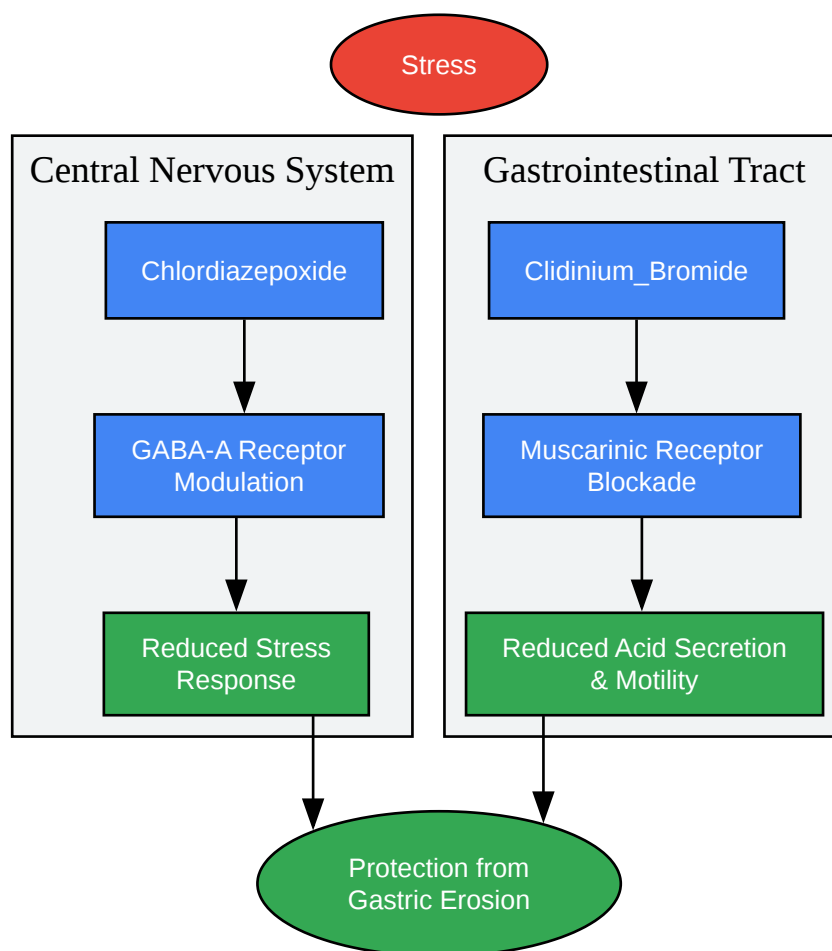 Stress
Central Nervous System
Chlordiazepoxide
GABA-A Receptor
Modulation
Reduced Stress
Response
Gastrointestinal Tract
Clidinium_Bromide
Muscarinic Receptor
Blockade
Reduced Acid Secretion
& Motility
Protection from
Gastric Erosion